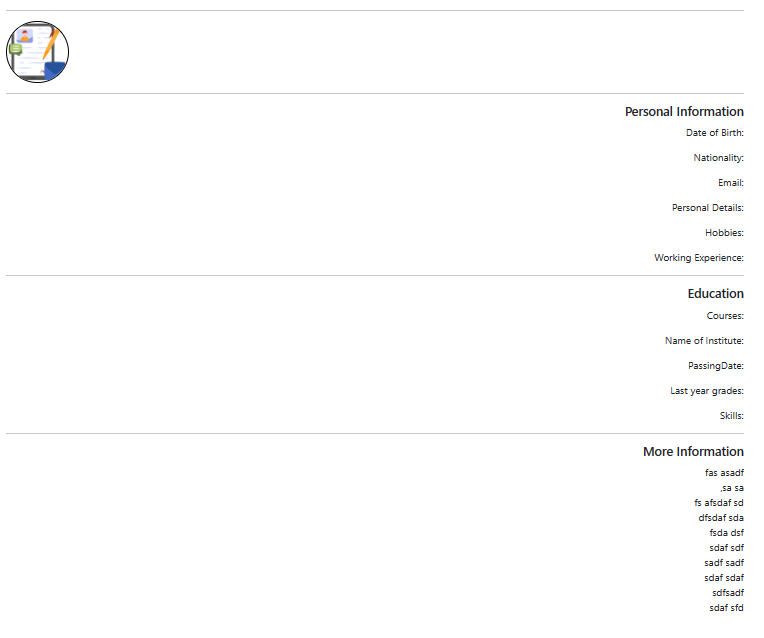 Personal Information
Date of Birth:
Nationality:
Email:
Personal Details:
Hobbies:
Working Experience:
Education
Courses:
Name of Institute:
PassingDate:
Last year grades:
Skills:
More Information
fas asadf
,sa sa
fs afsdaf sd
dfsdaf sda
fsda dsf
sdaf sdf
sadf sadf
sdaf sdaf
sdfsadf
sdaf sfd